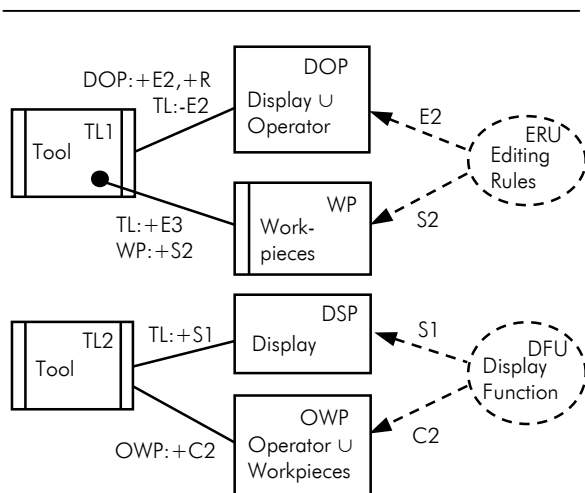 DOP:+E2,+R
TL:-E2
TL1
Tool
DOP
Display ∪
Operator
E2
ERU
Editing
Rules
TL:+E3
WP:+S2
WP
Work-
pieces
S2
TL2
Tool
TL:+S1
DSP
Display
S1
DFU
Display
Function
OWP:+C2
OWP
Operator ∪
Workpieces
C2